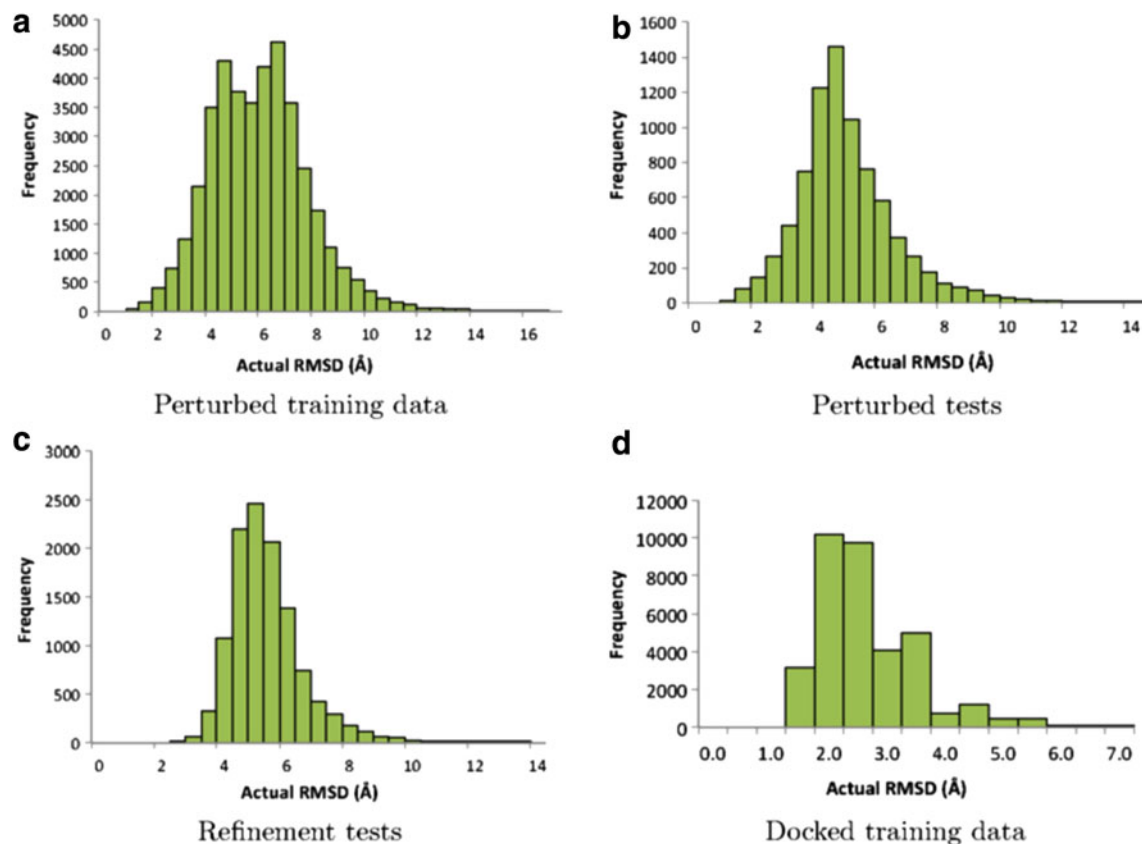 a
5000
4500
4000
3500
3000
2500
2000
1500
1000
500
0
Frequency
0 2 4 6 8 10 12 14 16
Actual RMSD (Å)
Perturbed training data
b
1600
1400
1200
1000
800
600
400
200
0
Frequency
0 2 4 6 8 10 12 14
Actual RMSD (Å)
Perturbed tests
c
3000
2500
2000
1500
1000
500
0
Frequency
0 2 4 6 8 10 12 14
Actual RMSD (Å)
Refinement tests
d
12000
10000
8000
6000
4000
2000
0
Frequency
0.0 1.0 2.0 3.0 4.0 5.0 6.0 7.0
Actual RMSD (Å)
Docked training data